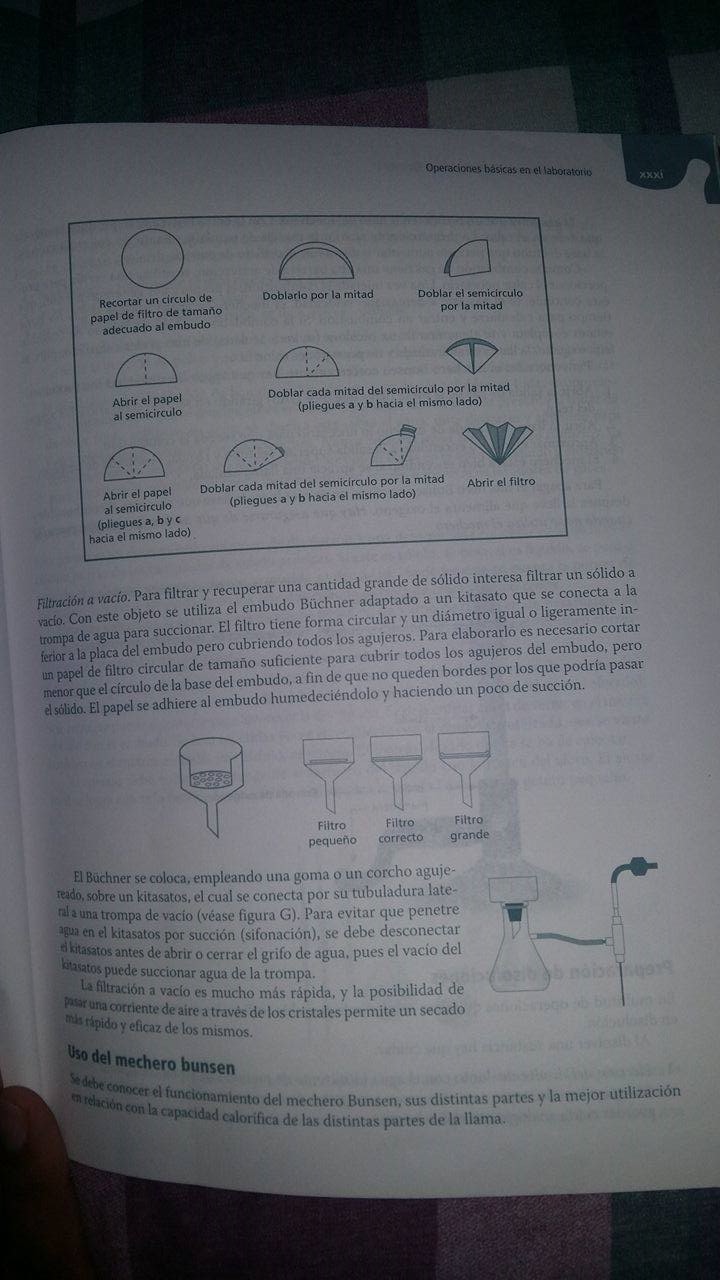 Operaciones básicas en el laboratorio
xxxi
Recortar un circulo de
papel de filtro de tamaño
adecuado al embudo
Doblarlo por la mitad
Doblar el semicirculo
por la mitad
Abrir el papel
al semicirculo
Doblar cada mitad del semicirculo por la mitad
(pliegues a y b hacia el mismo lado)
Abrir el papel
al semicirculo
(pliegues a, b y c
hacia el mismo lado)
Doblar cada mitad del semicirculo por la mitad
(pliegues a y b hacia el mismo lado)
Abrir el filtro
Filtración a vacío. Para filtrar y recuperar una cantidad grande de sólido interesa filtrar un sólido a
vacío. Con este objeto se utiliza el embudo Büchner adaptado a un kitasato que se conecta a la
trompa de agua para succionar. El filtro tiene forma circular y un diámetro igual o ligeramente in-
ferior a la placa del embudo pero cubriendo todos los agujeros. Para elaborarlo es necesario cortar
un papel de filtro circular de tamaño suficiente para cubrir todos los agujeros del embudo, pero
menor que el círculo de la base del embudo, a fin de que no queden bordes por los que podría pasar
el sólido. El papel se adhiere al embudo humedeciéndolo y haciendo un poco de succión.
Filtro
pequeño
Filtro
correcto
Filtro
grande
El Büchner se coloca, empleando una goma o un corcho aguje-
reado, sobre un kitasatos, el cual se conecta por su tubuladura late-
ral a una trompa de vacío (véase figura G). Para evitar que penetre
agua en el kitasatos por succión (sifonación), se debe desconectar
el kitasatos antes de abrir o cerrar el grifo de agua, pues el vacío del
kitasatos puede succionar agua de la trompa.
La filtración a vacío es mucho más rápida, y la posibilidad de
pasar una corriente de aire a través de los cristales permite un secado
más rápido y eficaz de los mismos.
Uso del mechero bunsen
Se debe conocer el funcionamiento del mechero Bunsen, sus distintas partes y la mejor utilización
en relación con la capacidad calorífica de las distintas partes de la llama.